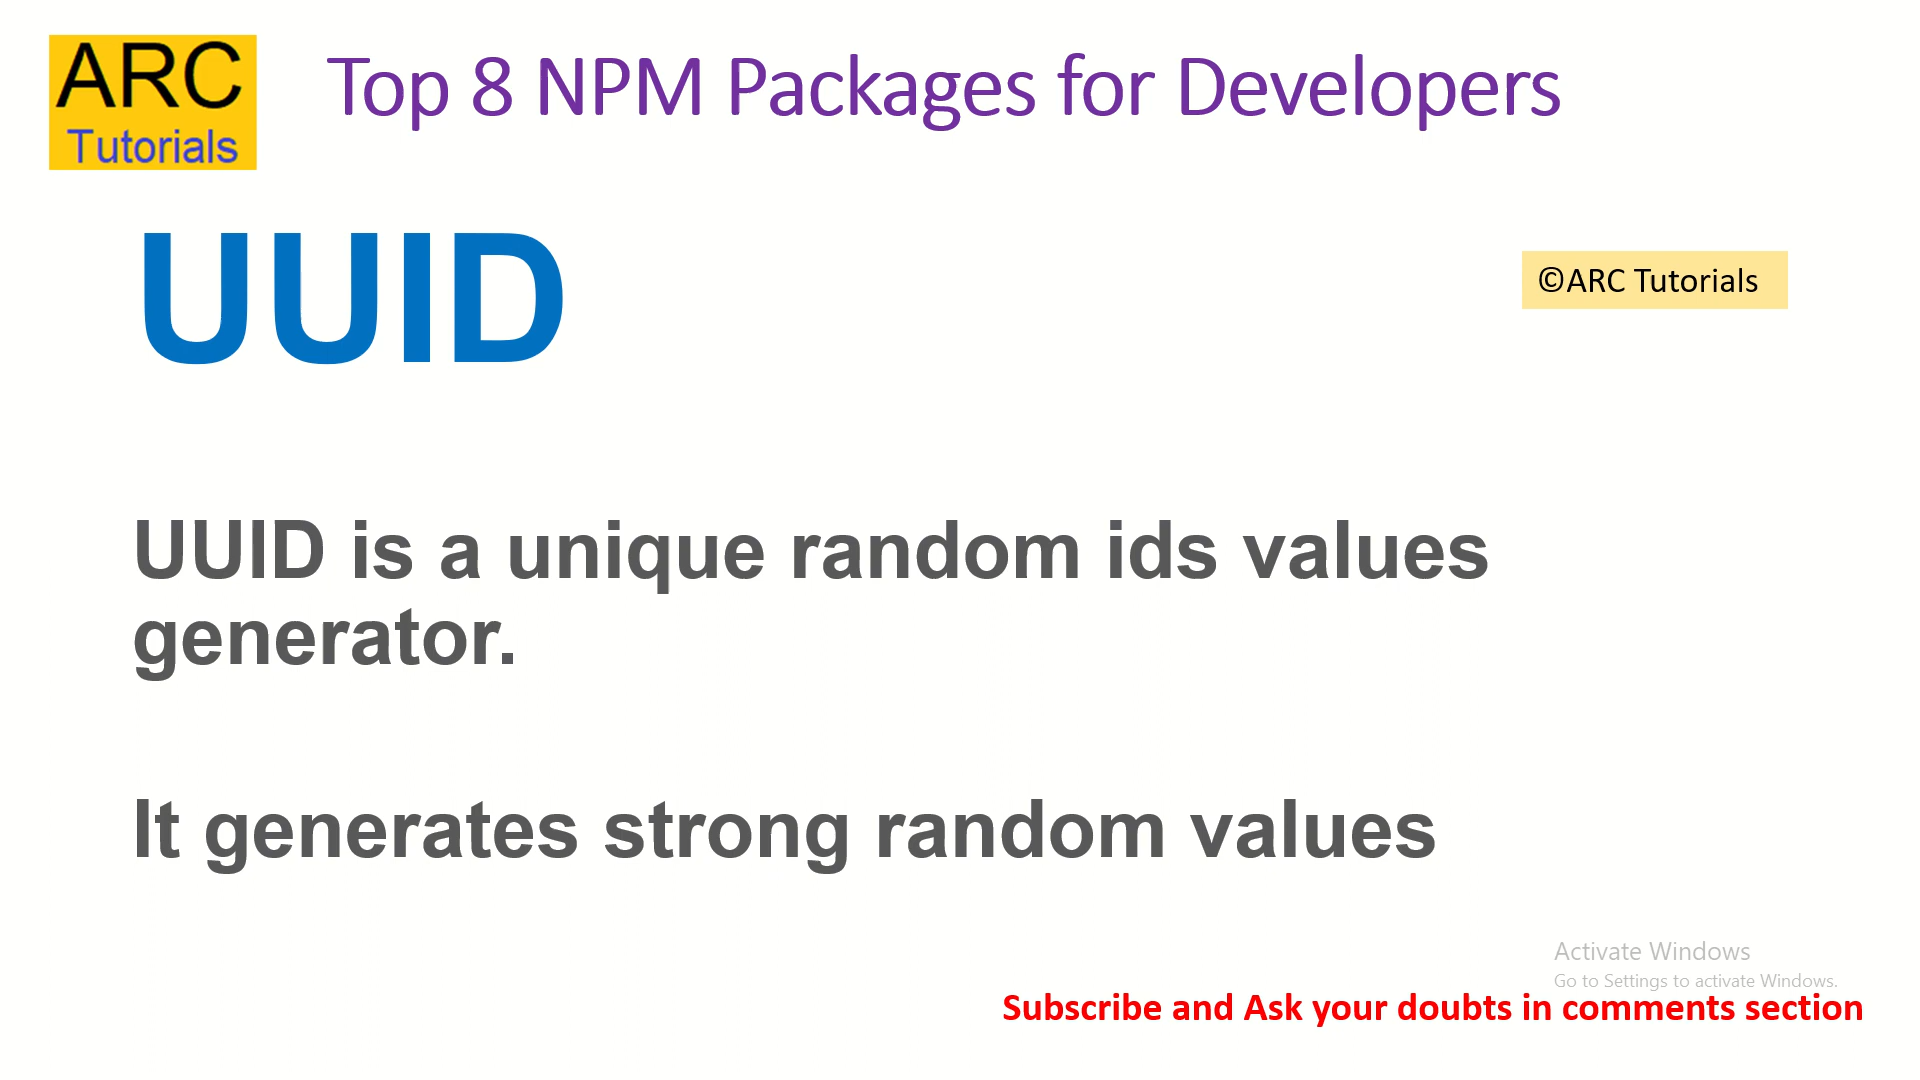 ARC
Tutorials
Top 8 NPM Packages for Developers
UUID
©ARC Tutorials
UUID is a unique random ids values
generator.
It generates strong random values
Activate Windows
Go to Settings to activate Windows.
Subscribe and Ask your doubts in comments section